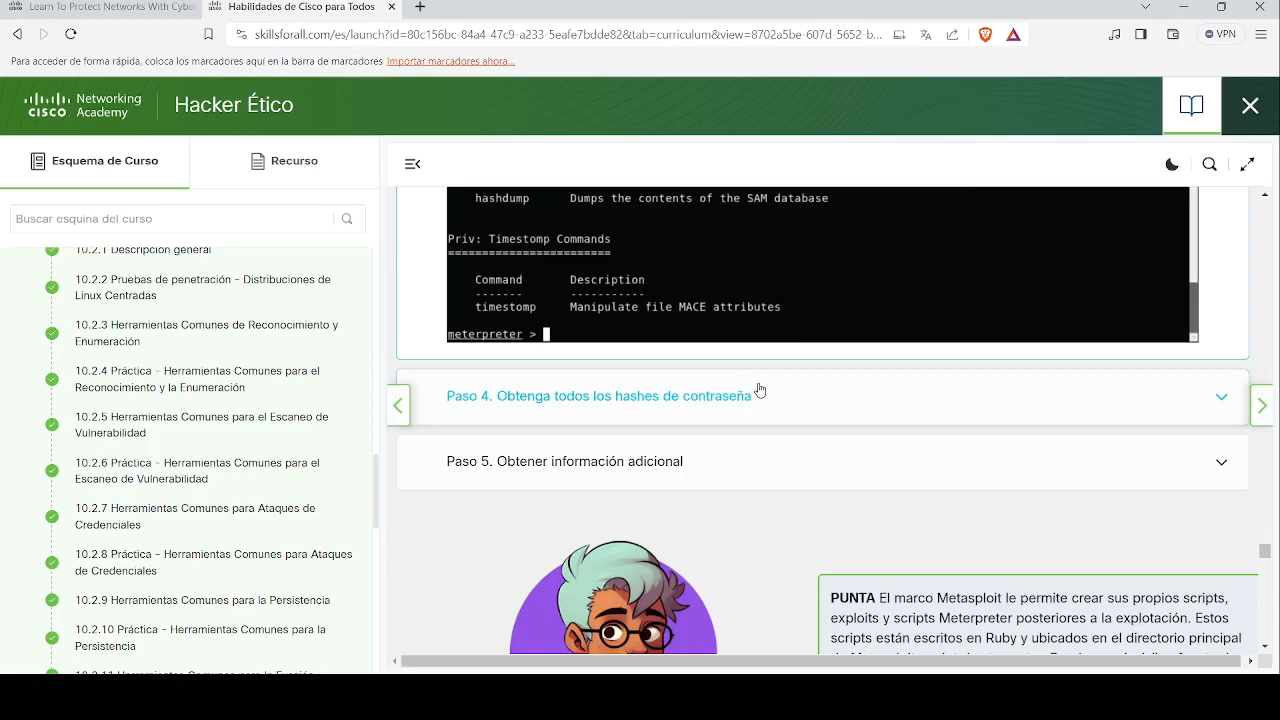 Learn To Protect Networks With Cybe
Habilidades de Cisco para Todos
skillsforall.com/es/launch?id=80c156bc-84a4-47c9-a233-5eafe7bdde82&tab=curriculum&view=8702a5be-607d-5652-b...
VPN
Para acceder de forma rápida, coloca los marcadores aquí en la barra de marcadores Importar marcadores ahora...
cisco Networking Academy
Hacker Ético
Esquema de Curso
Recurso
Buscar esquina del curso
10.2.1 Descripción general
10.2.2 Pruebas de penetración - Distribuciones de
Linux Centradas
10.2.3 Herramientas Comunes de Reconocimiento y
Enumeración
10.2.4 Práctica - Herramientas Comunes para el
Reconocimiento y la Enumeración
10.2.5 Herramientas Comunes para el Escaneo de
Vulnerabilidad
10.2.6 Práctica - Herramientas Comunes para el
Escaneo de Vulnerabilidad
10.2.7 Herramientas Comunes para Ataques de
Credenciales
10.2.8 Práctica - Herramientas Comunes para Ataques
de Credenciales
10.2.9 Herramientas Comunes para la Persistencia
10.2.10 Práctica - Herramientas Comunes para la
Persistencia
hashdump Dumps the contents of the SAM database
Priv: Timestomp Commands
========================
Command Description
------- -----------
timestomp Manipulate file MACE attributes
meterpreter >
Paso 4. Obtenga todos los hashes de contraseña
Paso 5. Obtener información adicional
PUNTA El marco Metasploit le permite crear sus propios scripts,
exploits y scripts Meterpreter posteriores a la explotación. Estos
scripts están escritos en Ruby y ubicados en el directorio principal